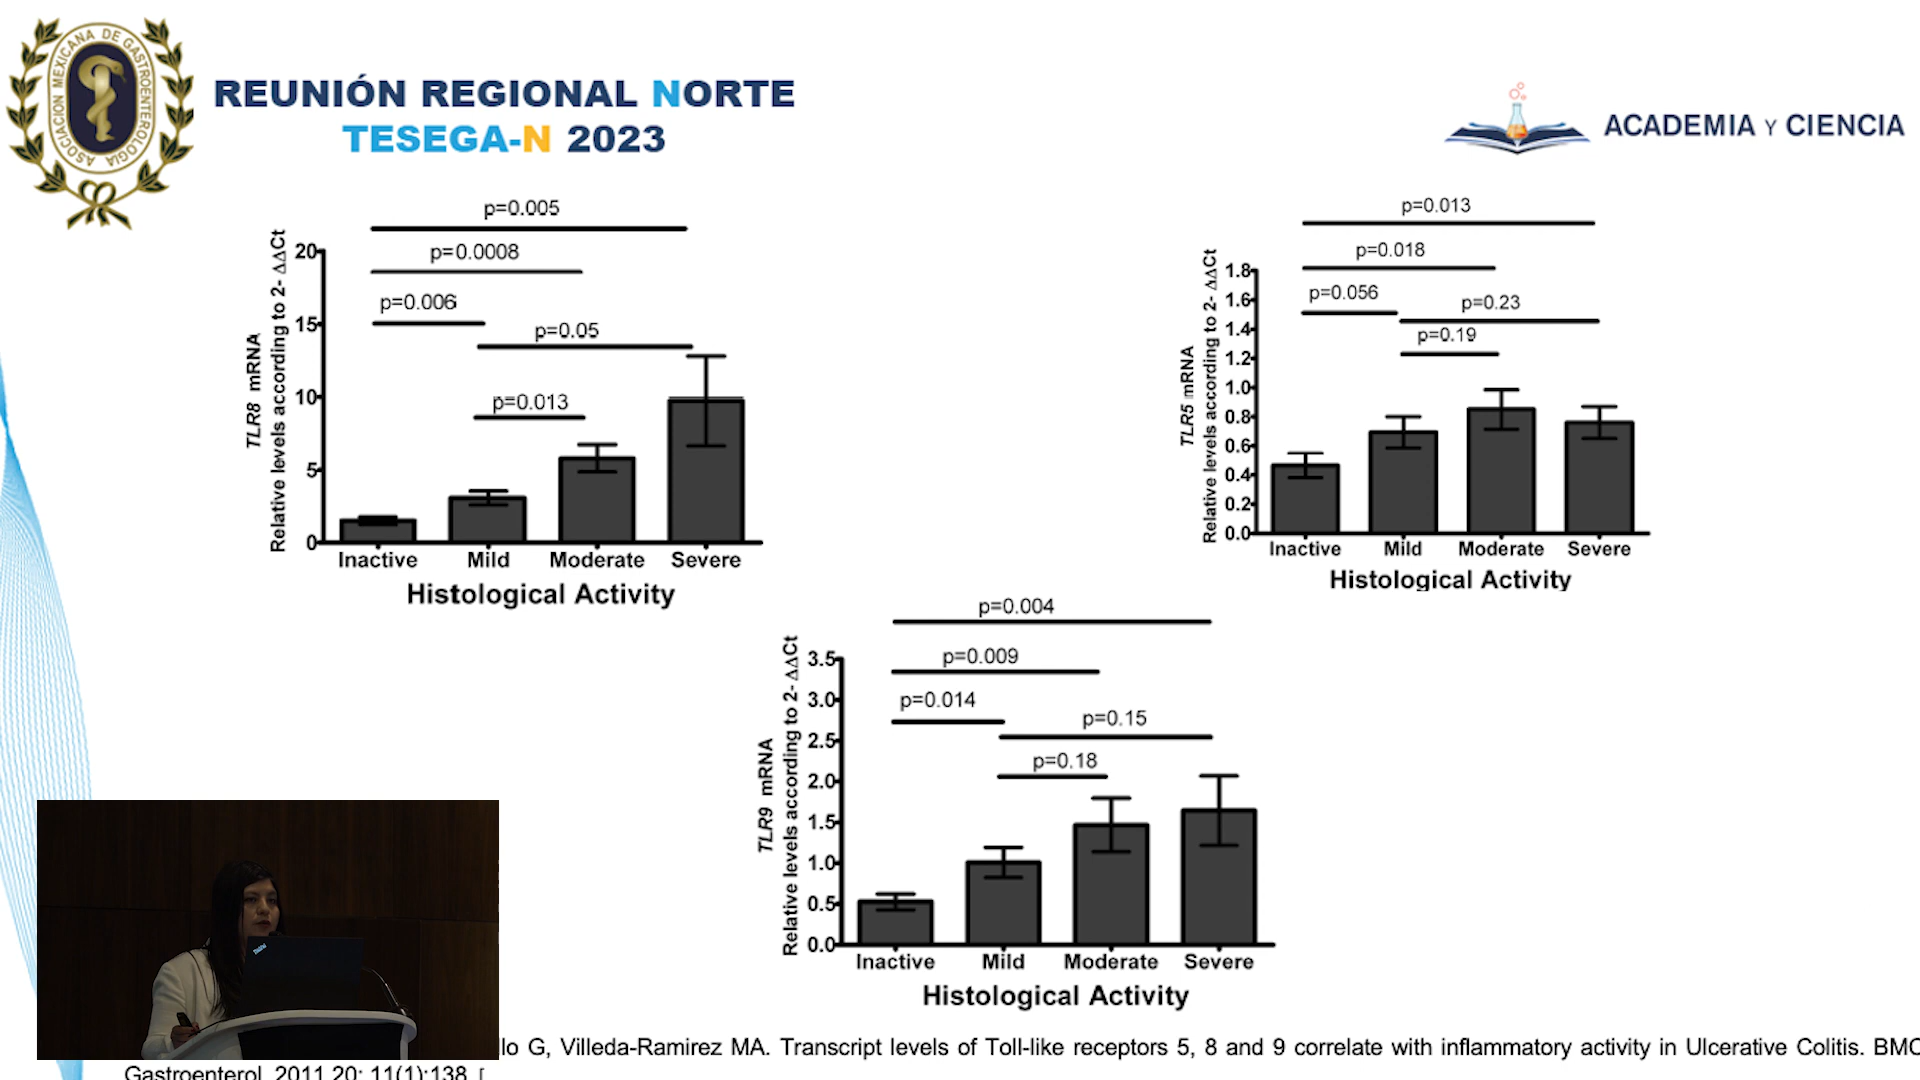 ASOCIACION MEXICANA DE GASTROENTEROLOGIA
REUNIÓN REGIONAL NORTE
TESEGA-N 2023
ACADEMIA Y CIENCIA
p=0.005
p=0.0008
p=0.006
p=0.05
p=0.013
TLR8 mRNA
Relative levels according to 2- ΔΔCt
20
15
10
5
0
Inactive Mild Moderate Severe
Histological Activity
p=0.013
p=0.018
p=0.056
p=0.23
p=0.19
TLR5 mRNA
Relative levels according to 2- ΔΔCt
1.8
1.6
1.4
1.2
1.0
0.8
0.6
0.4
0.2
0.0
Inactive Mild Moderate Severe
Histological Activity
p=0.004
p=0.009
p=0.014
p=0.15
p=0.18
TLR9 mRNA
Relative levels according to 2- ΔΔCt
3.5
3.0
2.5
2.0
1.5
1.0
0.5
0.0
Inactive Mild Moderate Severe
Histological Activity
lo G, Villeda-Ramirez MA. Transcript levels of Toll-like receptors 5, 8 and 9 correlate with inflammatory activity in Ulcerative Colitis. BMC
Gastroenterol. 2011 20; 11(1):138. [
ThinkPad